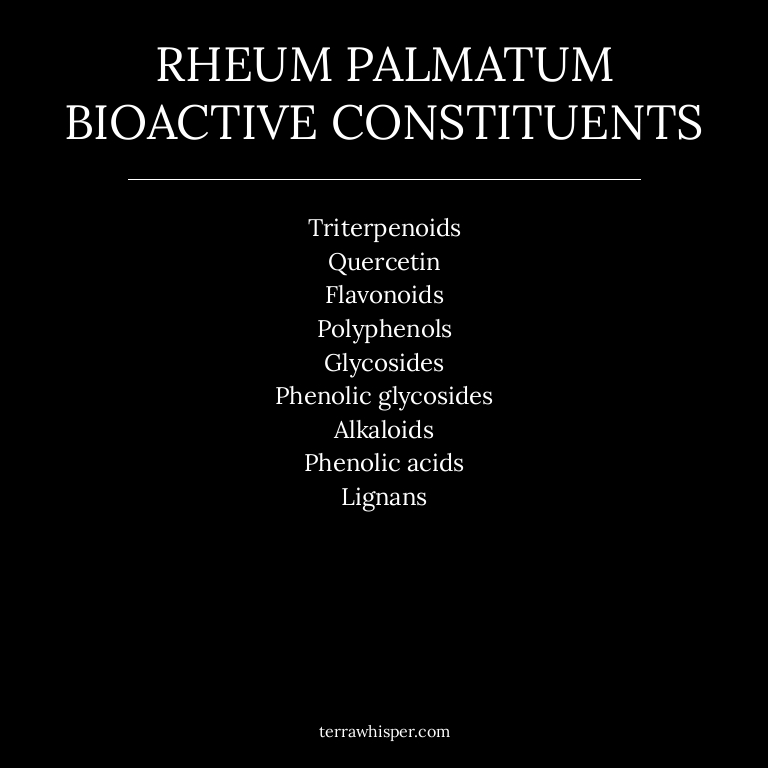 RHEUM PALMATUM
BIOACTIVE CONSTITUENTS
Triterpenoids
Quercetin
Flavonoids
Polyphenols
Glycosides
Phenolic glycosides
Alkaloids
Phenolic acids
Lignans
terrawhisper.com